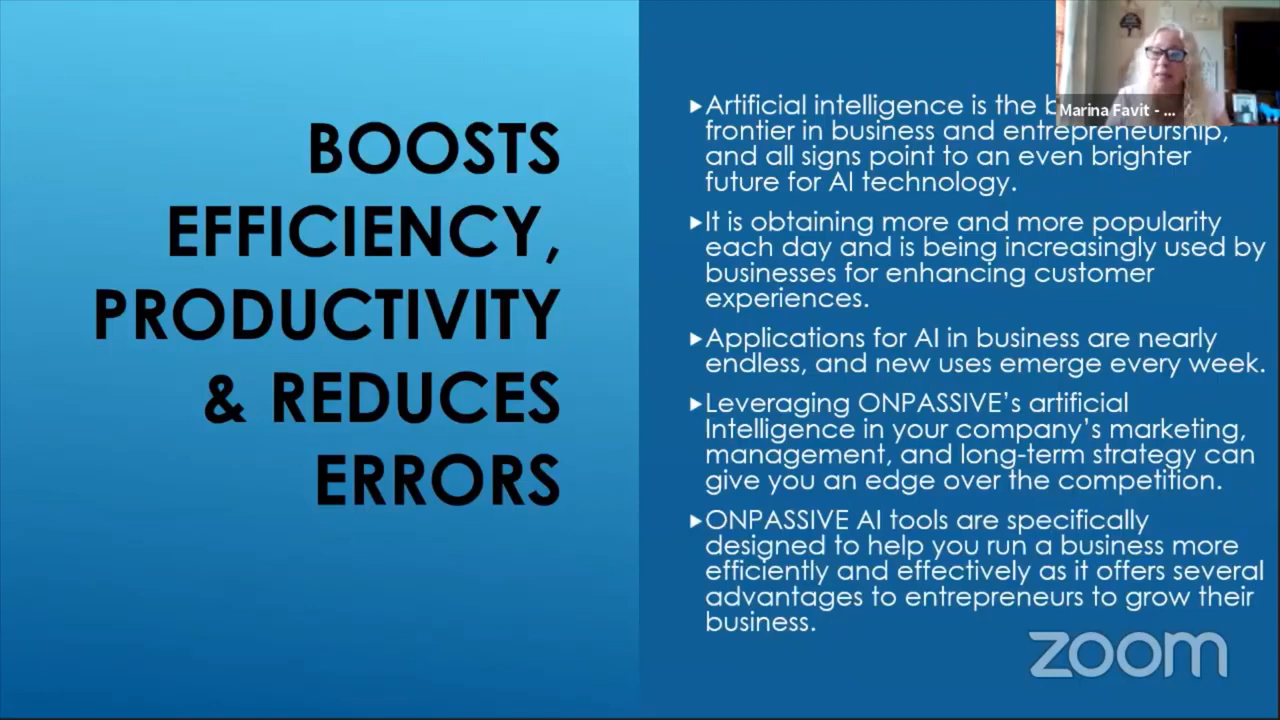 BOOSTS
EFFICIENCY,
PRODUCTIVITY
& REDUCES
ERRORS
Artificial intelligence is the
frontier in business and entrepreneurship,
and all signs point to an even brighter
future for AI technology.
It is obtaining more and more popularity
each day and is being increasingly used by
businesses for enhancing customer
experiences.
Applications for AI in business are nearly
endless, and new uses emerge every week.
Leveraging ONPASSIVE’s artificial
Intelligence in your company’s marketing,
management, and long-term strategy can
give you an edge over the competition.
ONPASSIVE AI tools are specifically
designed to help you run a business more
efficiently and effectively as it offers several
advantages to entrepreneurs to grow their
business.
Marina Favit - ...
zoom